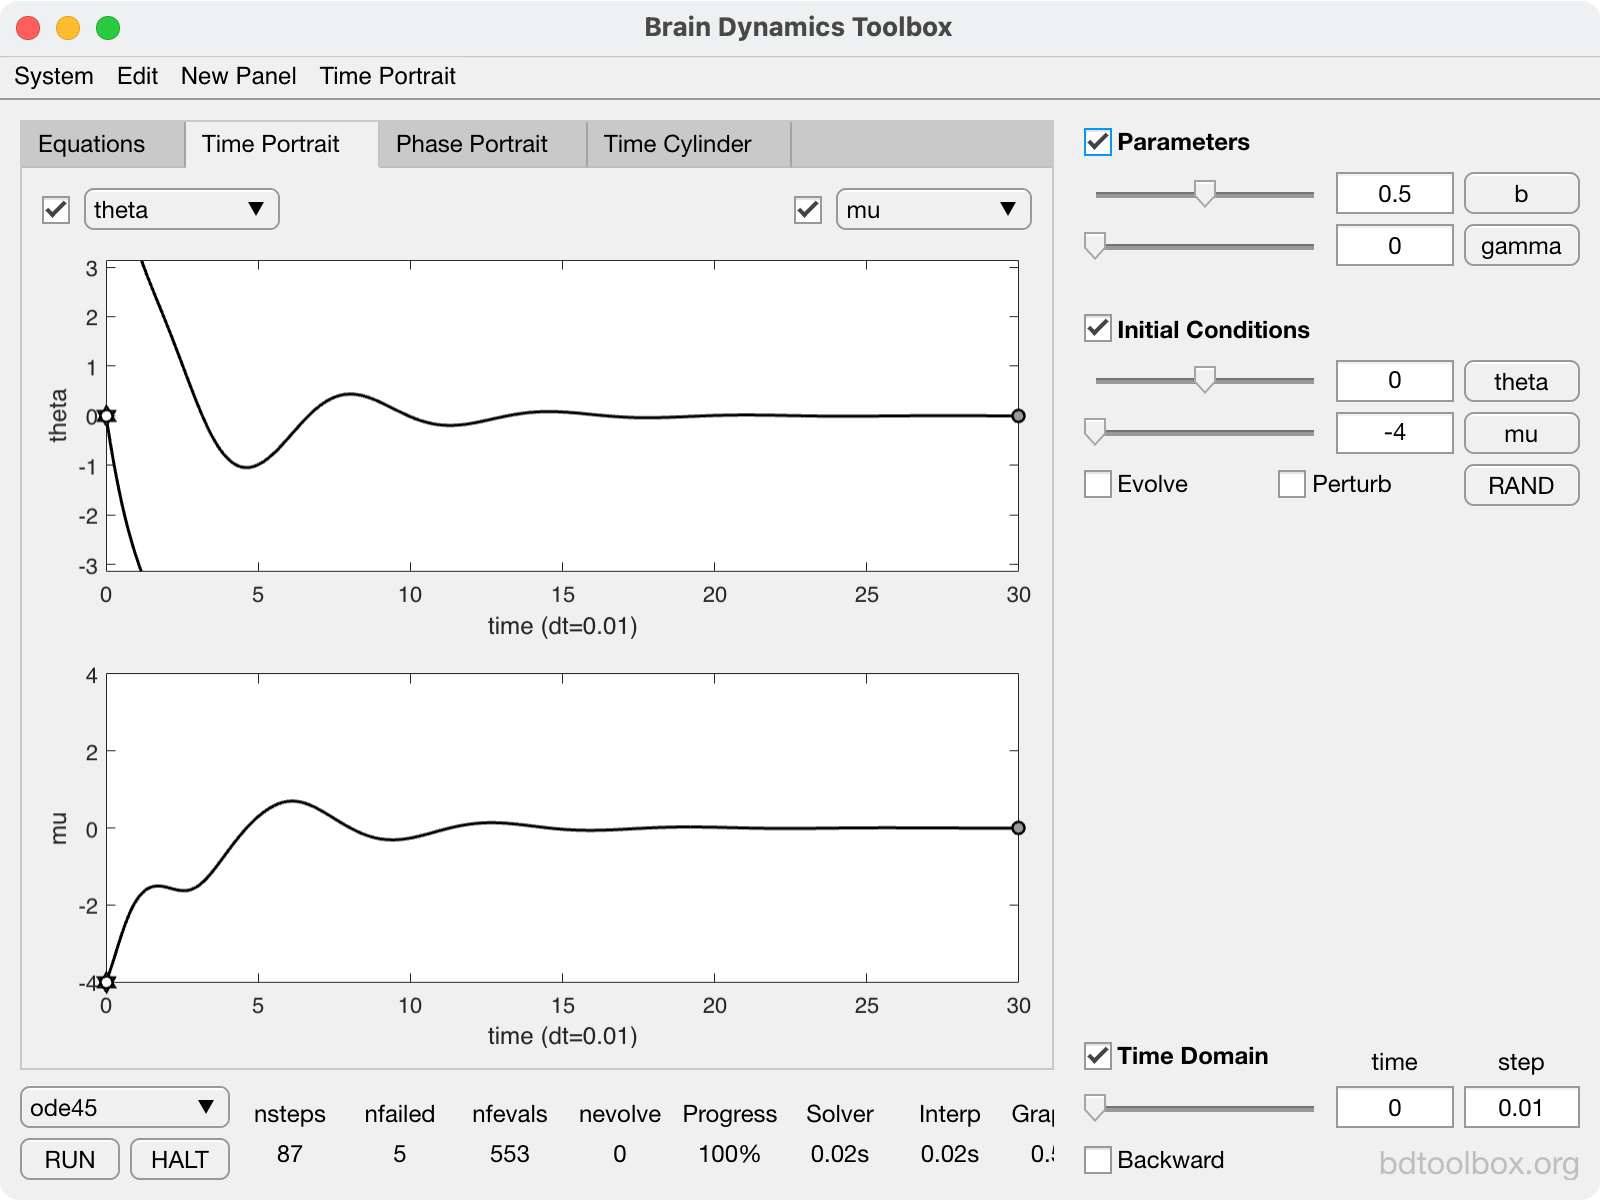 Brain Dynamics Toolbox
System Edit New Panel Time Portrait
Equations Time Portrait Phase Portrait Time Cylinder
theta mu
3
2
1
0
-1
-2
-3
theta
0 5 10 15 20 25 30
time (dt=0.01)
4
2
0
-2
-4
mu
0 5 10 15 20 25 30
time (dt=0.01)
ode45
RUN HALT
nsteps nfailed nfevals nevolve Progress Solver Interp
87 5 553 0 100% 0.02s 0.02s
Parameters
0.5 b
0 gamma
Initial Conditions
0 theta
-4 mu
Evolve Perturb RAND
Time Domain time step
0 0.01
Backward
bdtoolbox.org